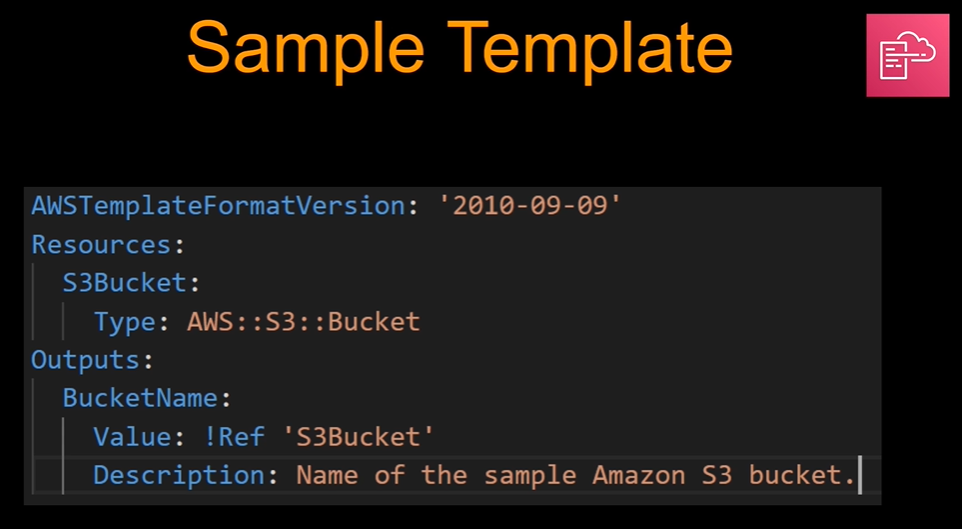 Sample Template
AWSTemplateFormatVersion: '2010-09-09'
Resources:
  S3Bucket:
    Type: AWS::S3::Bucket
Outputs:
  BucketName:
    Value: !Ref 'S3Bucket'
    Description: Name of the sample Amazon S3 bucket.